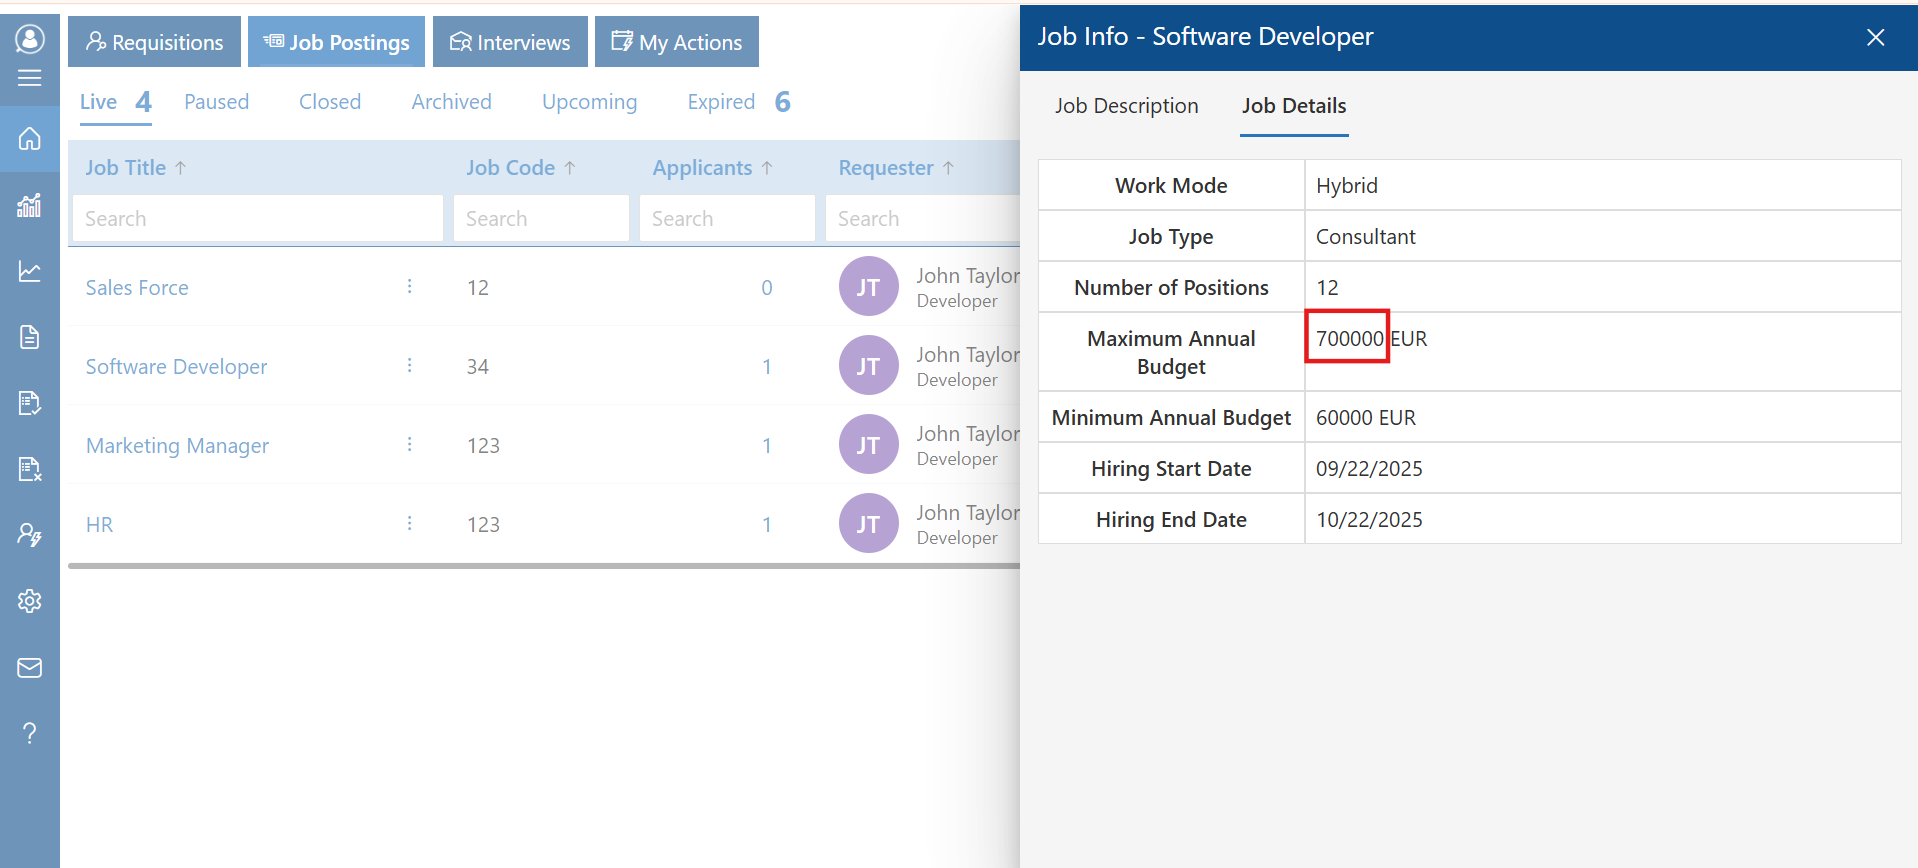 Requisitions
Job Postings
Interviews
My Actions
Live 4
Paused
Closed
Archived
Upcoming
Expired 6
Job Title ↑
Job Code ↑
Applicants ↑
Requester ↑
Search
Search
Search
Search
Sales Force
12
0
JT
John Taylor
Developer
Software Developer
34
1
JT
John Taylor
Developer
Marketing Manager
123
1
JT
John Taylor
Developer
HR
123
1
JT
John Taylor
Developer
Job Info - Software Developer
Job Description
Job Details
Work Mode
Hybrid
Job Type
Consultant
Number of Positions
12
Maximum Annual
Budget
700000 EUR
Minimum Annual Budget
60000 EUR
Hiring Start Date
09/22/2025
Hiring End Date
10/22/2025